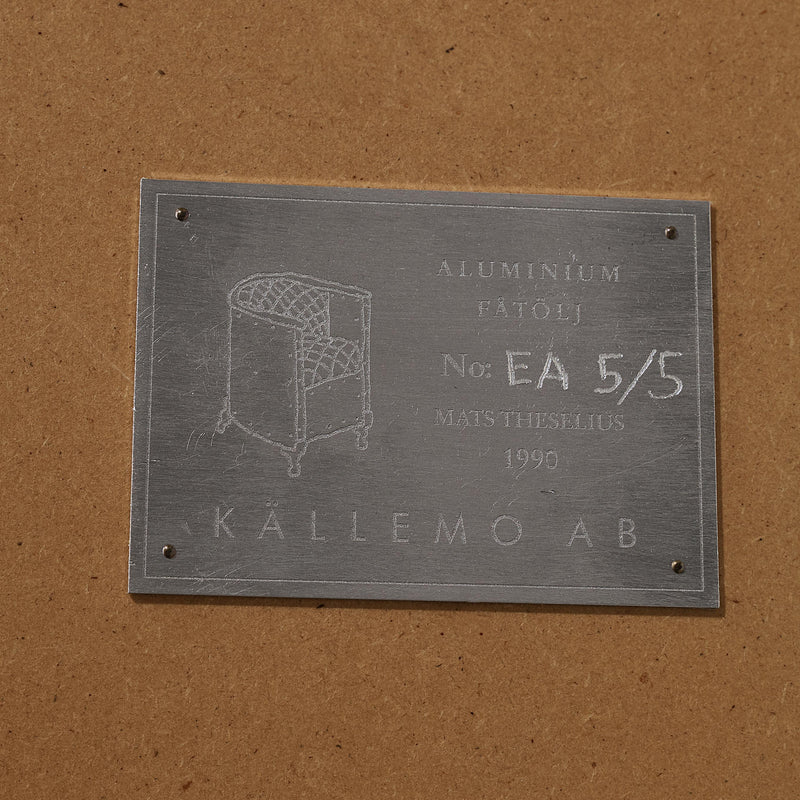 ALUMINIUM
FÅTÖLJ
No: EA 5/5
MATS THESELIUS
1990
KÄLLEMO AB